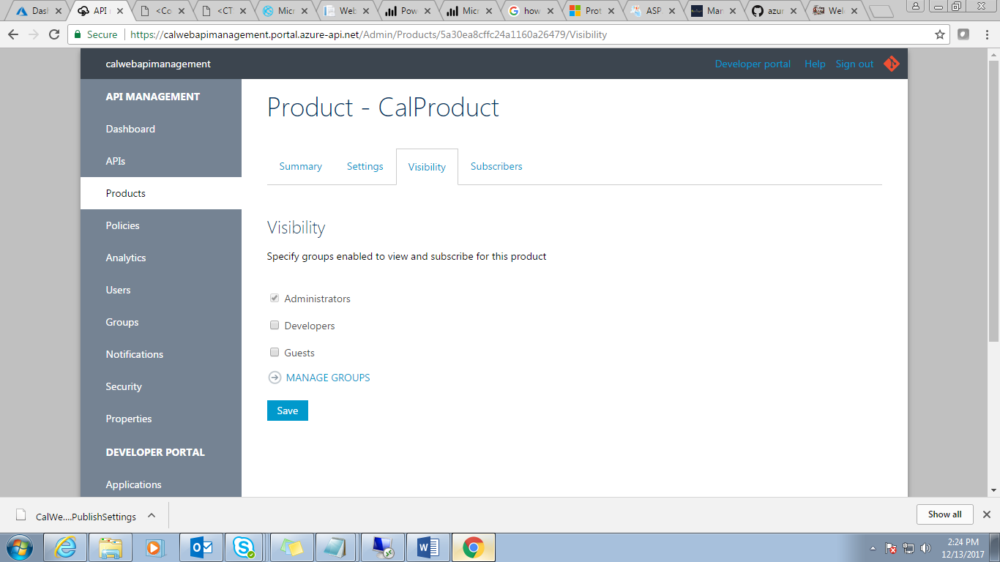 Dash
API
<Co
<CT
Micr
Web
Pow
Micr
how
Prot
ASP.
Man
azur
Wel
Secure
https://calwebapimanagement.portal.azure-api.net/Admin/Products/5a30ea8cffc24a1160a26479/Visibility
calwebapimanagement
Developer portal Help Sign out
API MANAGEMENT
Dashboard
APIs
Products
Policies
Analytics
Users
Groups
Notifications
Security
Properties
DEVELOPER PORTAL
Applications
Product - CalProduct
Summary Settings Visibility Subscribers
Visibility
Specify groups enabled to view and subscribe for this product
Administrators
Developers
Guests
MANAGE GROUPS
Save
CalWe....PublishSettings
Show all
2:24 PM
12/13/2017